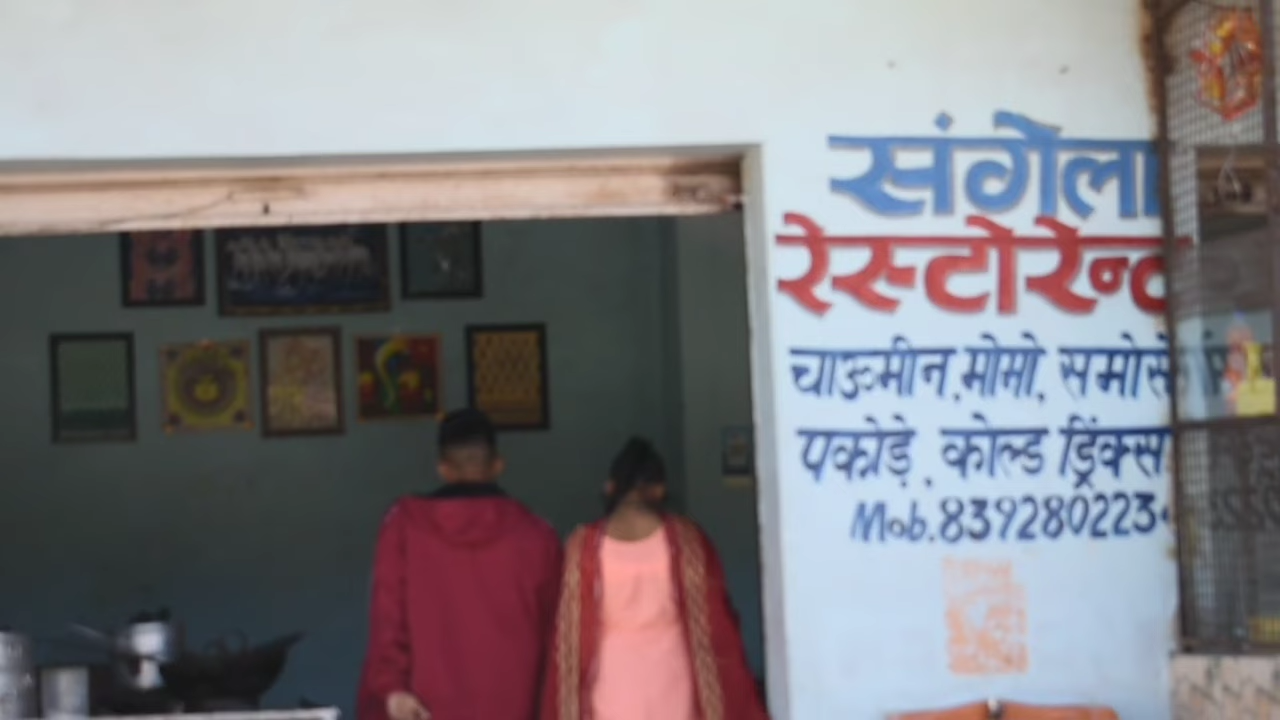 संगेला
रेस्टोरेन्ट
चाऊमीन, मोमो, समोसे
पकोड़े, कोल्ड ड्रिंक्स
Mob.839280223